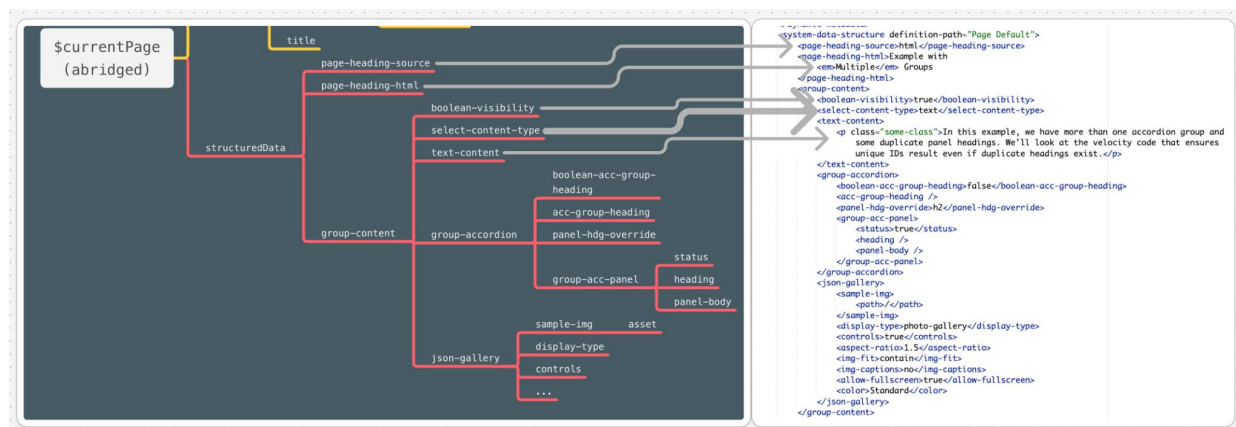 $currentPage
(abridged)
title
page-heading-source
page-heading-html
boolean-visibility
select-content-type
structuredData
text-content
boolean-acc-group-
heading
acc-group-heading
group-content
group-accordion
panel-hdg-override
status
group-acc-panel
heading
panel-body
sample-img
asset
display-type
json-gallery
controls
...
<system-data-structure definition-path="Page Default">
<page-heading-source>html</page-heading-source>
<page-heading-html>Example with
<em>Multiple</em> Groups
</page-heading-html>
<group-content>
<boolean-visibility>true</boolean-visibility>
<select-content-type>text</select-content-type>
<text-content>
<p class="some-class">In this example, we have more than one accordion group and
some duplicate panel headings. We'll look at the velocity code that ensures
unique IDs result even if duplicate headings exist.</p>
</text-content>
<group-accordion>
<boolean-acc-group-heading>false</boolean-acc-group-heading>
<acc-group-heading />
<panel-hdg-override>h2</panel-hdg-override>
<group-acc-panel>
<status>true</status>
<heading />
<panel-body />
</group-acc-panel>
</group-accordion>
<json-gallery>
<sample-img>
<path>/</path>
</sample-img>
<display-type>photo-gallery</display-type>
<controls>true</controls>
<aspect-ratio>1.5</aspect-ratio>
<img-fit>contain</img-fit>
<img-captions>no</img-captions>
<allow-fullscreen>true</allow-fullscreen>
<color>Standard</color>
</json-gallery>
</group-content>